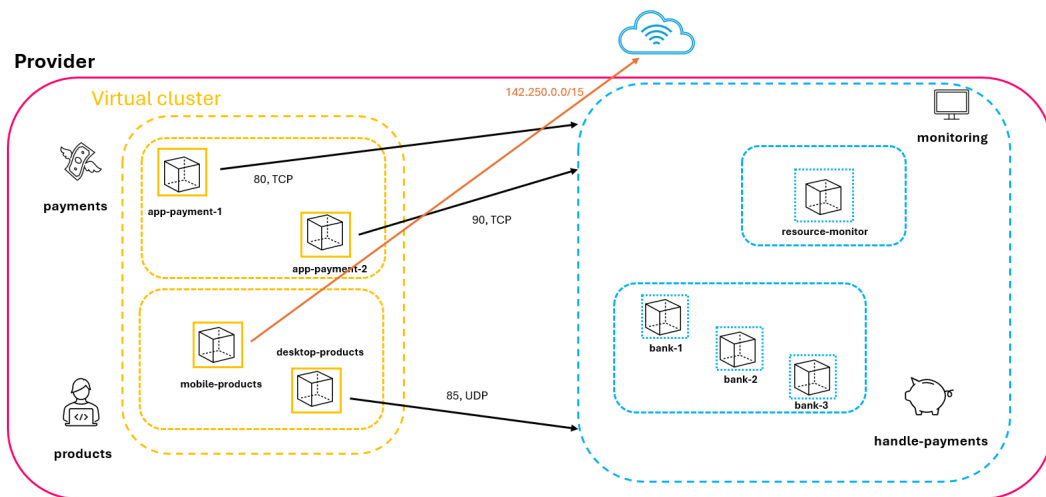 Provider
Virtual cluster
142.250.0.0/15
monitoring
payments
app-payment-1
80, TCP
90, TCP
app-payment-2
resource-monitor
desktop-products
mobile-products
bank-1
bank-2
bank-3
85, UDP
products
handle-payments